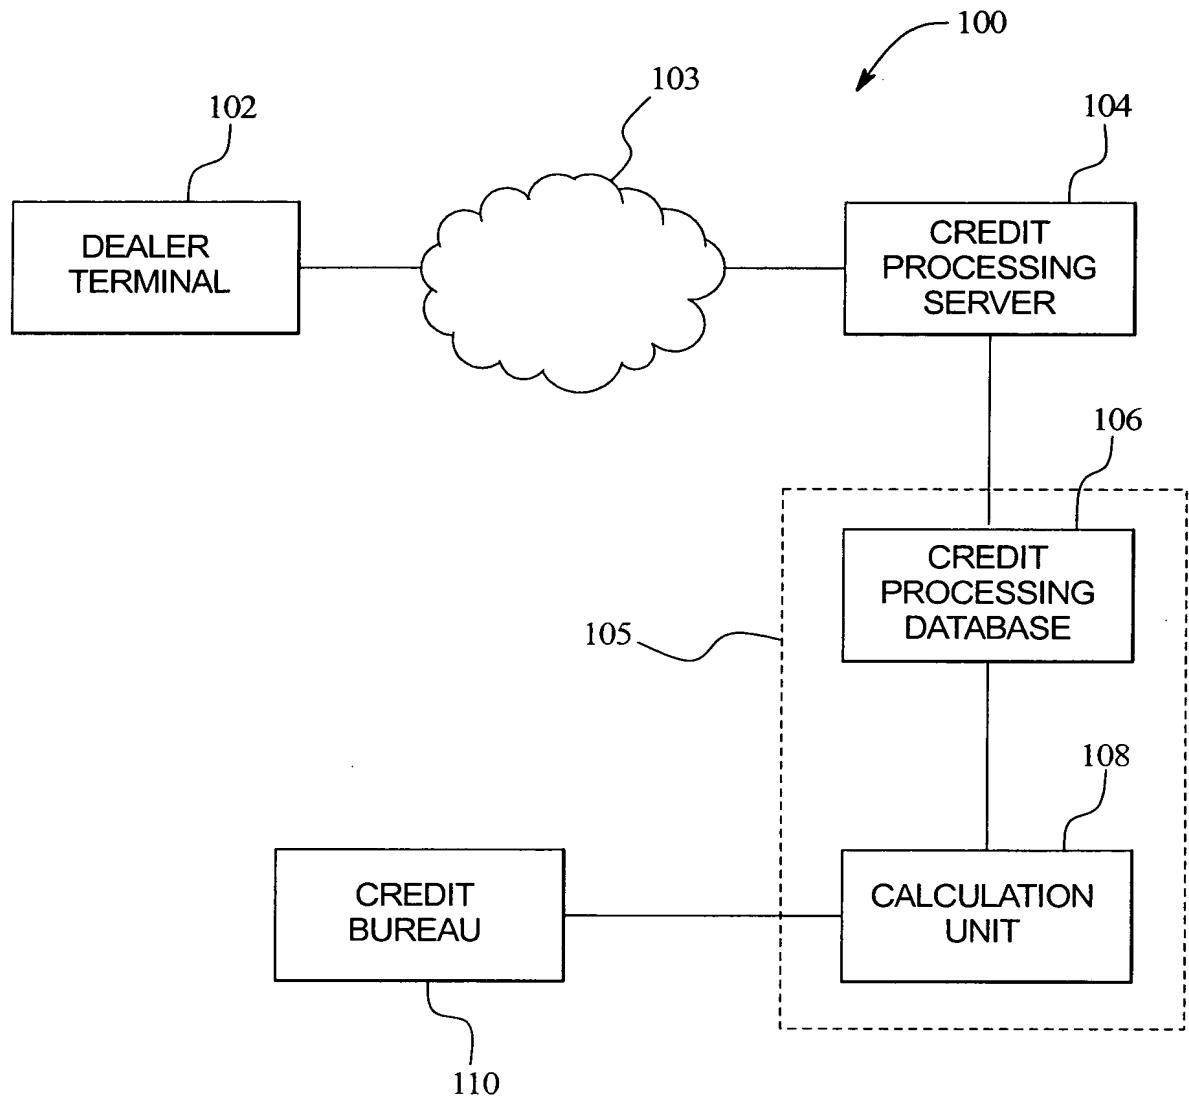 100
103
102
104
DEALER
TERMINAL
CREDIT
PROCESSING
SERVER
106
CREDIT
PROCESSING
DATABASE
105
108
CREDIT
BUREAU
CALCULATION
UNIT
110